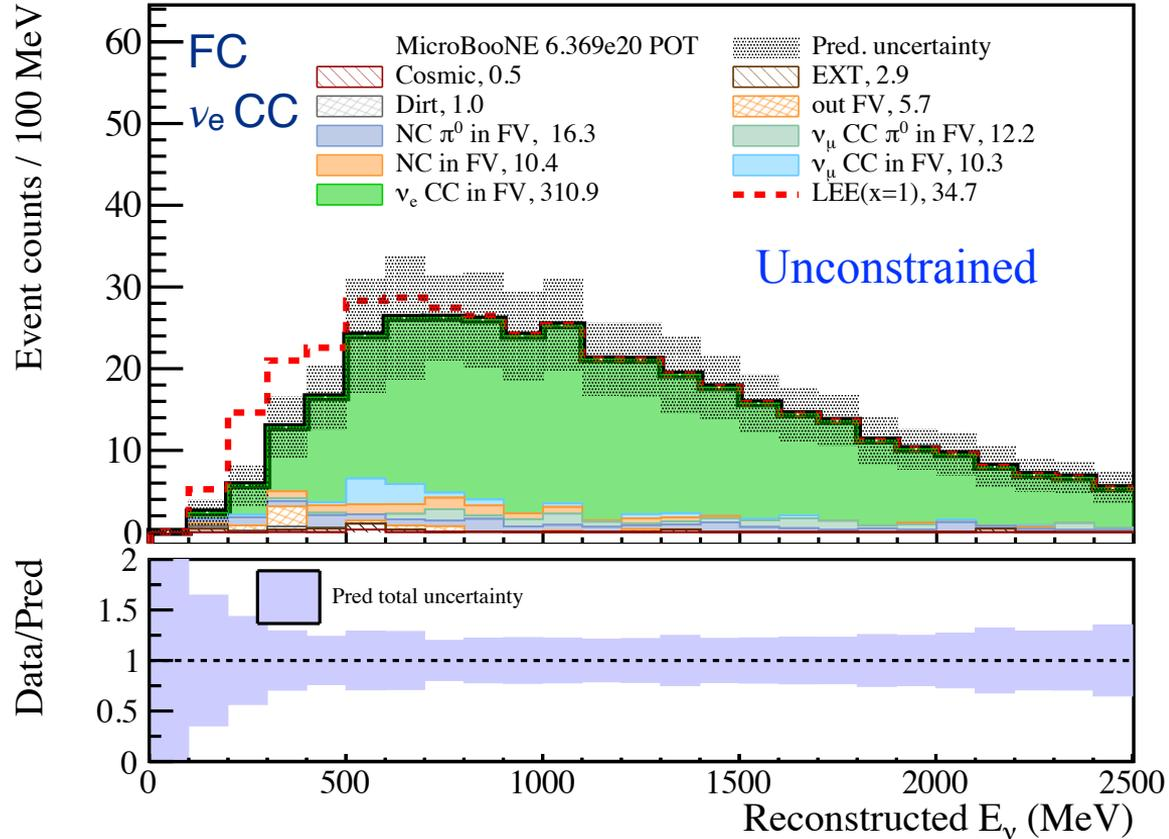 Event counts / 100 MeV
60
50
40
30
20
10
0
FC
νe CC
MicroBooNE 6.369e20 POT
Cosmic, 0.5
Dirt, 1.0
NC π⁰ in FV, 16.3
NC in FV, 10.4
νe CC in FV, 310.9
Pred. uncertainty
EXT, 2.9
out FV, 5.7
νμ CC π⁰ in FV, 12.2
νμ CC in FV, 10.3
LEE(x=1), 34.7
Unconstrained
Data/Pred
2
1.5
1
0.5
0
Pred total uncertainty
0 500 1000 1500 2000 2500
Reconstructed Eν (MeV)